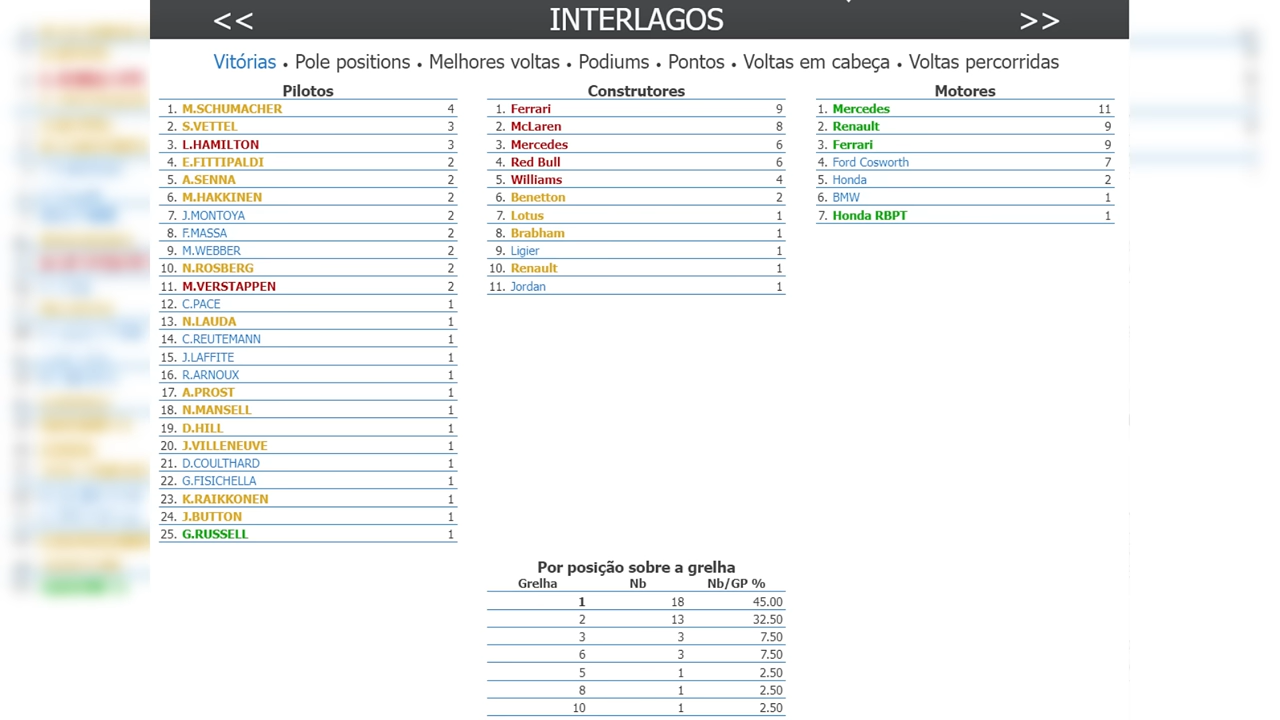 << INTERLAGOS >>
Vitórias • Pole positions • Melhores voltas • Podiums • Pontos • Voltas em cabeça • Voltas percorridas
Pilotos
1. M.SCHUMACHER 4
2. S.VETTEL 3
3. L.HAMILTON 3
4. E.FITTIPALDI 2
5. A.SENNA 2
6. M.HAKKINEN 2
7. J.MONTOYA 2
8. F.MASSA 2
9. M.WEBBER 2
10. N.ROSBERG 2
11. M.VERSTAPPEN 2
12. C.PACE 1
13. N.LAUDA 1
14. C.REUTEMANN 1
15. J.LAFFITE 1
16. R.ARNOUX 1
17. A.PROST 1
18. N.MANSELL 1
19. D.HILL 1
20. J.VILLENEUVE 1
21. D.COULTHARD 1
22. G.FISICHELLA 1
23. K.RAIKKONEN 1
24. J.BUTTON 1
25. G.RUSSELL 1
Construtores
1. Ferrari 9
2. McLaren 8
3. Mercedes 6
4. Red Bull 6
5. Williams 4
6. Benetton 2
7. Lotus 1
8. Brabham 1
9. Ligier 1
10. Renault 1
11. Jordan 1
Motores
1. Mercedes 11
2. Renault 9
3. Ferrari 9
4. Ford Cosworth 7
5. Honda 2
6. BMW 1
7. Honda RBPT 1
Por posição sobre a grelha
Grelha Nb Nb/GP %
1 18 45.00
2 13 32.50
3 3 7.50
6 3 7.50
5 1 2.50
8 1 2.50
10 1 2.50